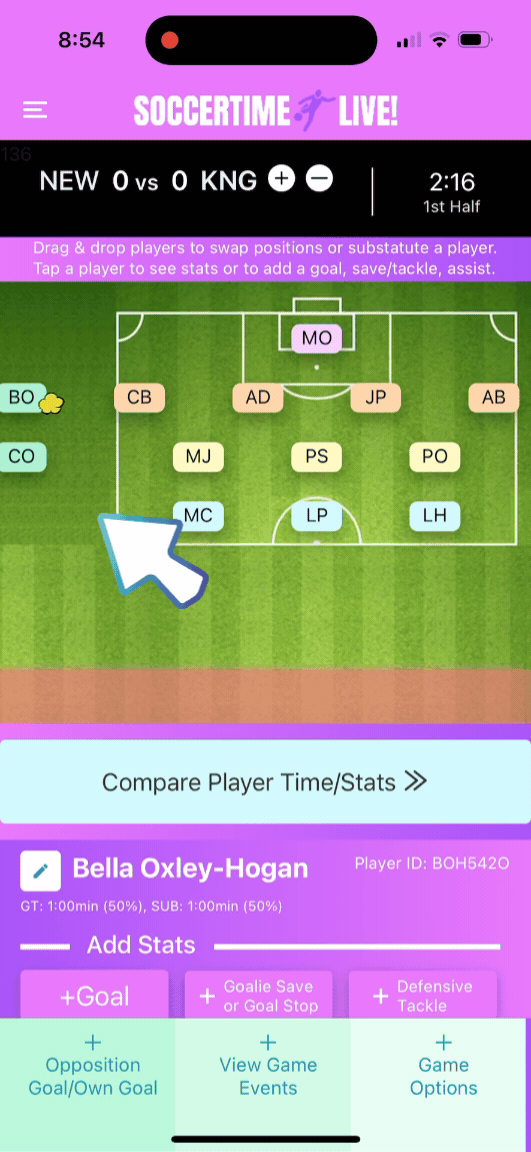 8:54
SOCCERTIME LIVE!
136
NEW 0 vs 0 KNG + −
2:16
1st Half
Drag & drop players to swap positions or substatute a player.
Tap a player to see stats or to add a goal, save/tackle, assist.
MO
BO CB AD JP AB
CO MJ PS PO
MC LP LH
Compare Player Time/Stats >>
Bella Oxley-Hogan
Player ID: BOH542O
GT: 1:00min (50%), SUB: 1:00min (50%)
Add Stats
+Goal
+ Goalie Save
or Goal Stop
+ Defensive
Tackle
+
Opposition
Goal/Own Goal
+
View Game
Events
+
Game
Options